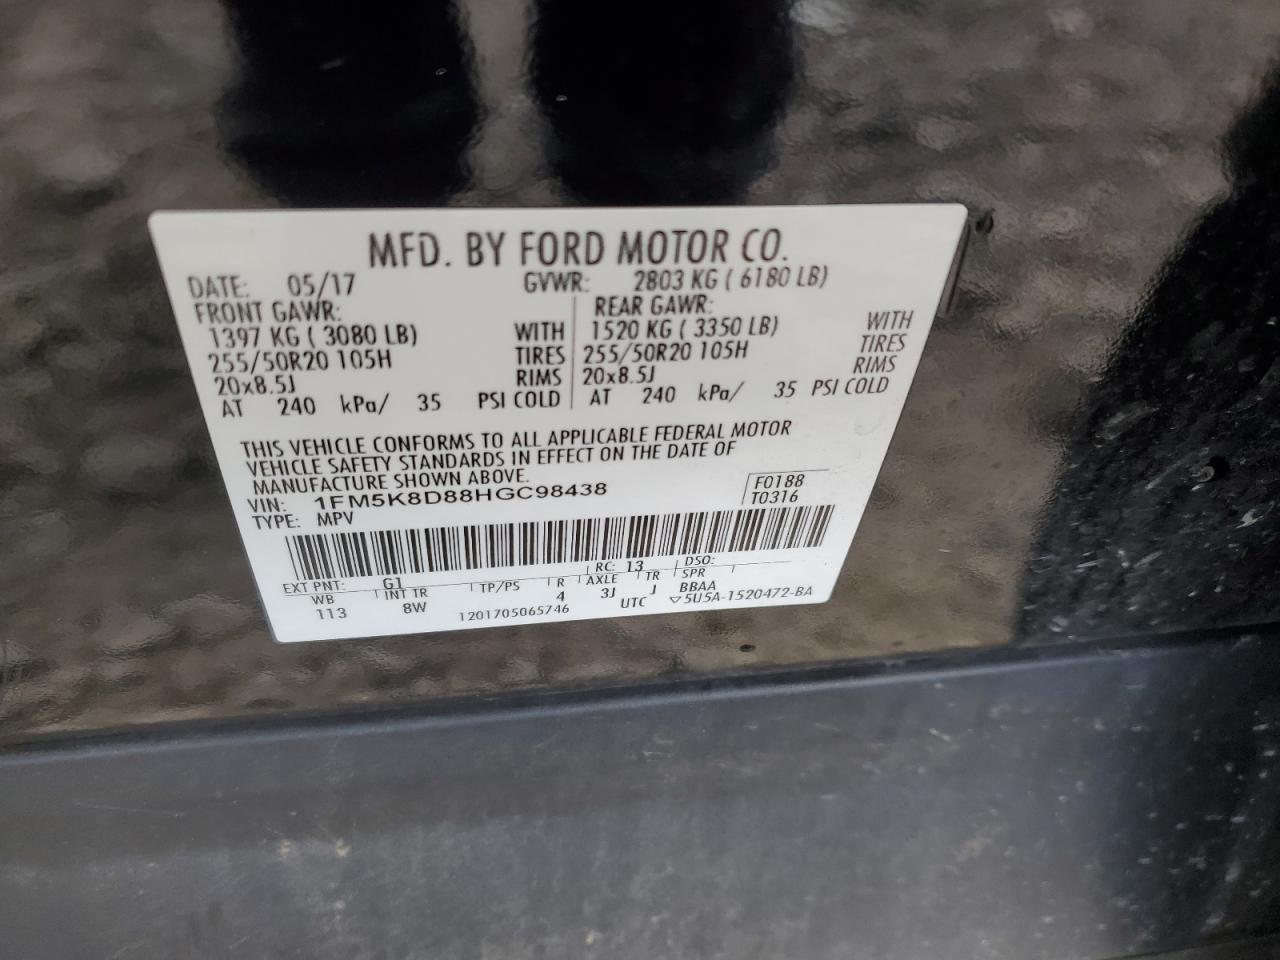 MFD. BY FORD MOTOR CO.
DATE: 05/17 GVWR: 2803 KG ( 6180 LB)
FRONT GAWR: REAR GAWR:
1397 KG ( 3080 LB) WITH 1520 KG ( 3350 LB) WITH
255/50R20 105H TIRES 255/50R20 105H TIRES
20x8.5J RIMS 20x8.5J RIMS
AT 240 kPa/ 35 PSI COLD AT 240 kPa/ 35 PSI COLD
THIS VEHICLE CONFORMS TO ALL APPLICABLE FEDERAL MOTOR
VEHICLE SAFETY STANDARDS IN EFFECT ON THE DATE OF
MANUFACTURE SHOWN ABOVE.
VIN: 1FM5K8D88HGC98438 F0188
TYPE: MPV T0316
EXT PNT: G1 RC: 13 DSO:
WB INT TR TP/PS R AXLE TR SPR
113 8W 4 3J J BBAA
1201705065746 UTC ▽5U5A-1520472-BA